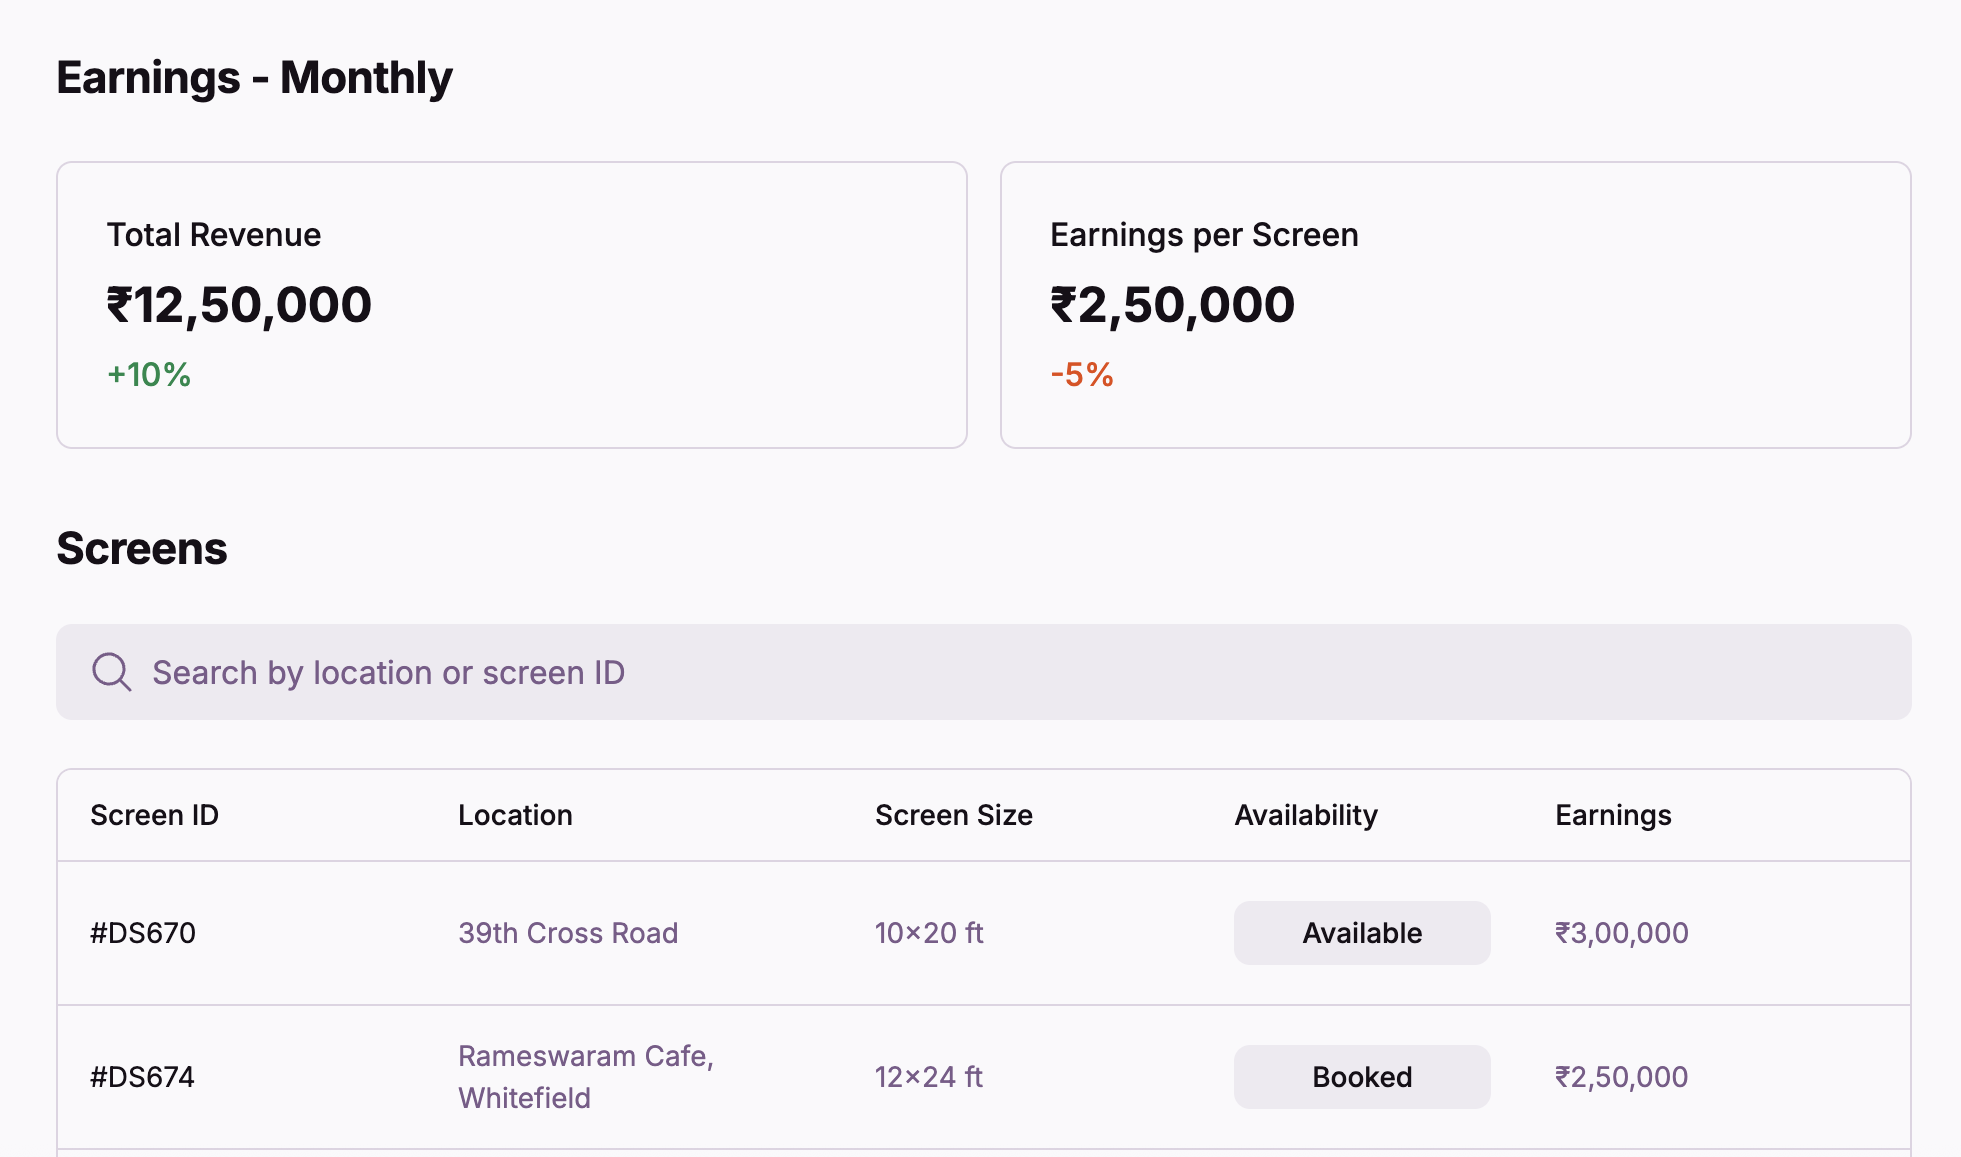 Earnings - Monthly
Total Revenue
₹12,50,000
+10%
Earnings per Screen
₹2,50,000
-5%
Screens
Search by location or screen ID
Screen ID Location Screen Size Availability Earnings
#DS670 39th Cross Road 10×20 ft Available ₹3,00,000
#DS674 Rameswaram Cafe, Whitefield 12×24 ft Booked ₹2,50,000